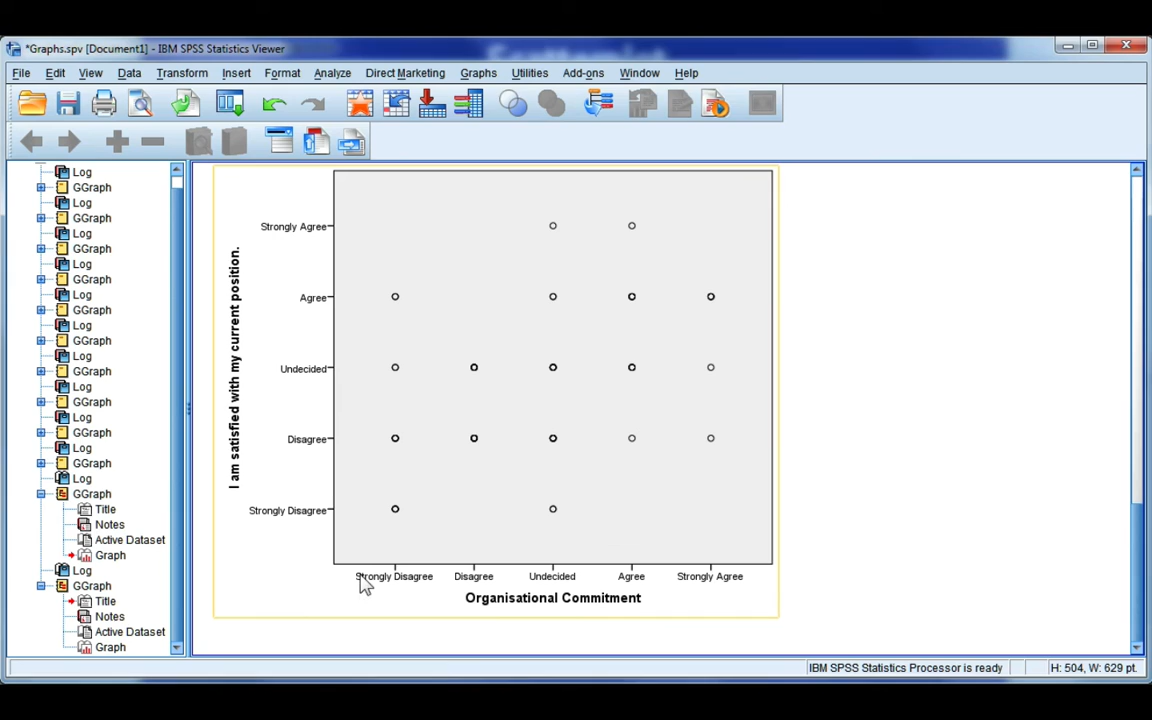 *Graphs.spv [Document1] - IBM SPSS Statistics Viewer
File Edit View Data Transform Insert Format Analyze Direct Marketing Graphs Utilities Add-ons Window Help
Log
GGraph
Log
GGraph
Log
GGraph
Log
GGraph
Log
GGraph
Log
GGraph
Log
GGraph
Log
GGraph
Log
GGraph
Log
GGraph
Log
GGraph
Title
Notes
Active Dataset
Graph
Log
GGraph
Title
Notes
Active Dataset
Graph
I am satisfied with my current position.
Strongly Agree
Agree
Undecided
Disagree
Strongly Disagree
Strongly Disagree Disagree Undecided Agree Strongly Agree
Organisational Commitment
IBM SPSS Statistics Processor is ready H: 504, W: 629 pt.